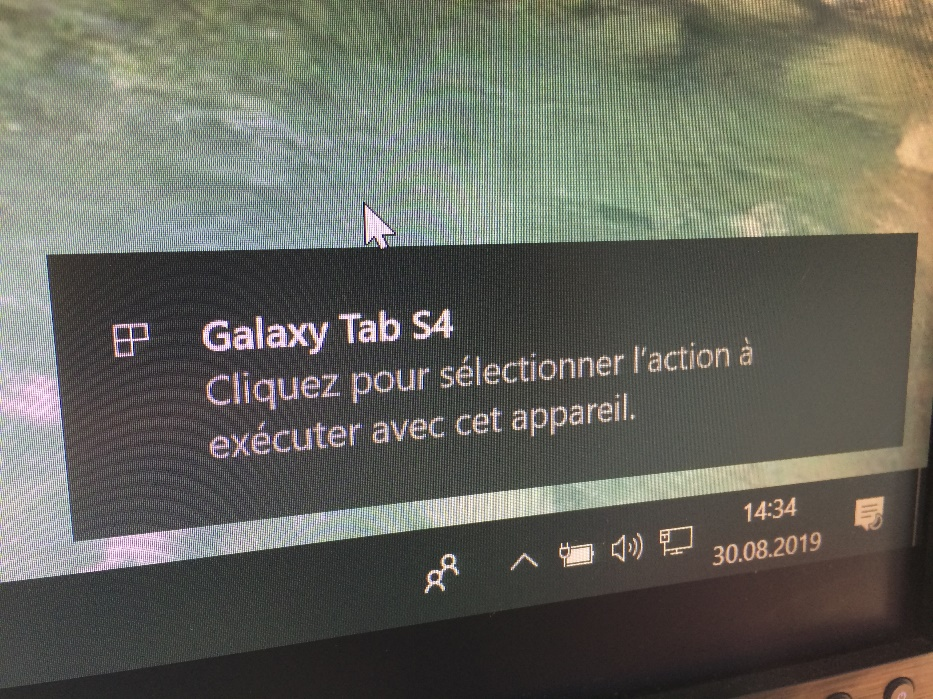 Galaxy Tab S4
Cliquez pour sélectionner l'action à
exécuter avec cet appareil.
14:34
30.08.2019